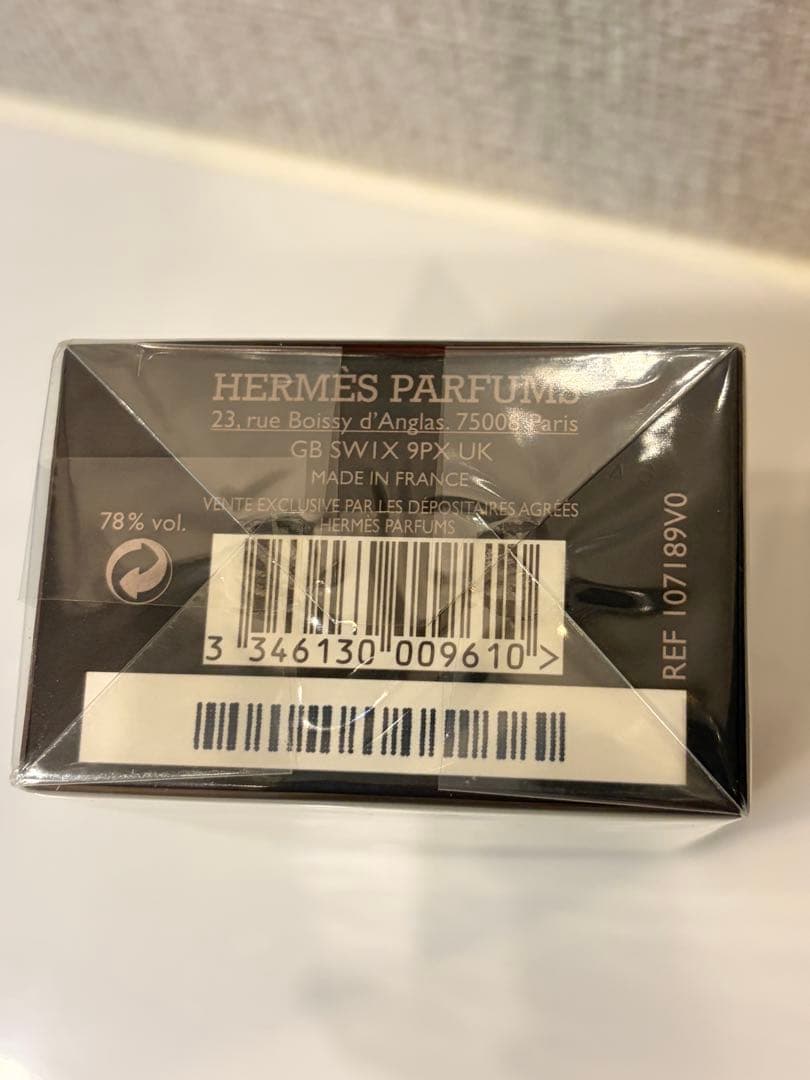 HERMÈS PARFUMS
23, rue Boissy d'Anglas. 75008 Paris
GB SW1X 9PX UK
MADE IN FRANCE
VENTE EXCLUSIVE PAR LES DÉPOSITAIRES AGRÉÉS
HERMÈS PARFUMS
78% vol.
3 346130 009610 >
REF 107189V0